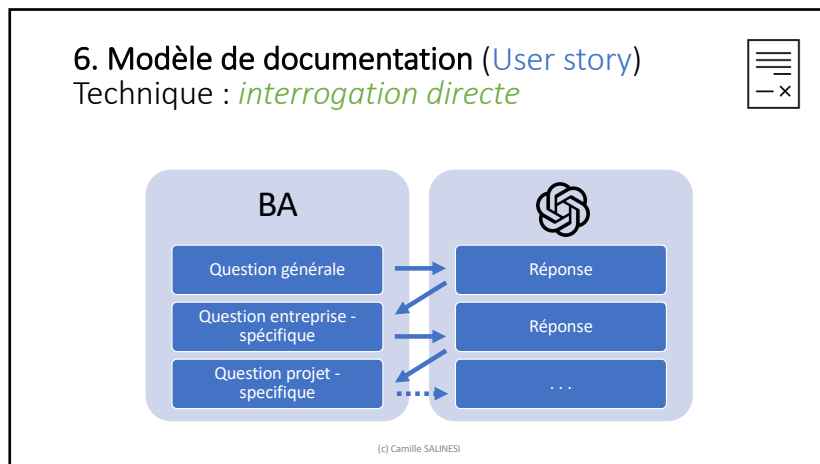 6. Modèle de documentation (User story)
Technique : interrogation directe
BA
Question générale
Réponse
Question entreprise -
spécifique
Réponse
Question projet -
specifique
. . .
(c) Camille SALINESI